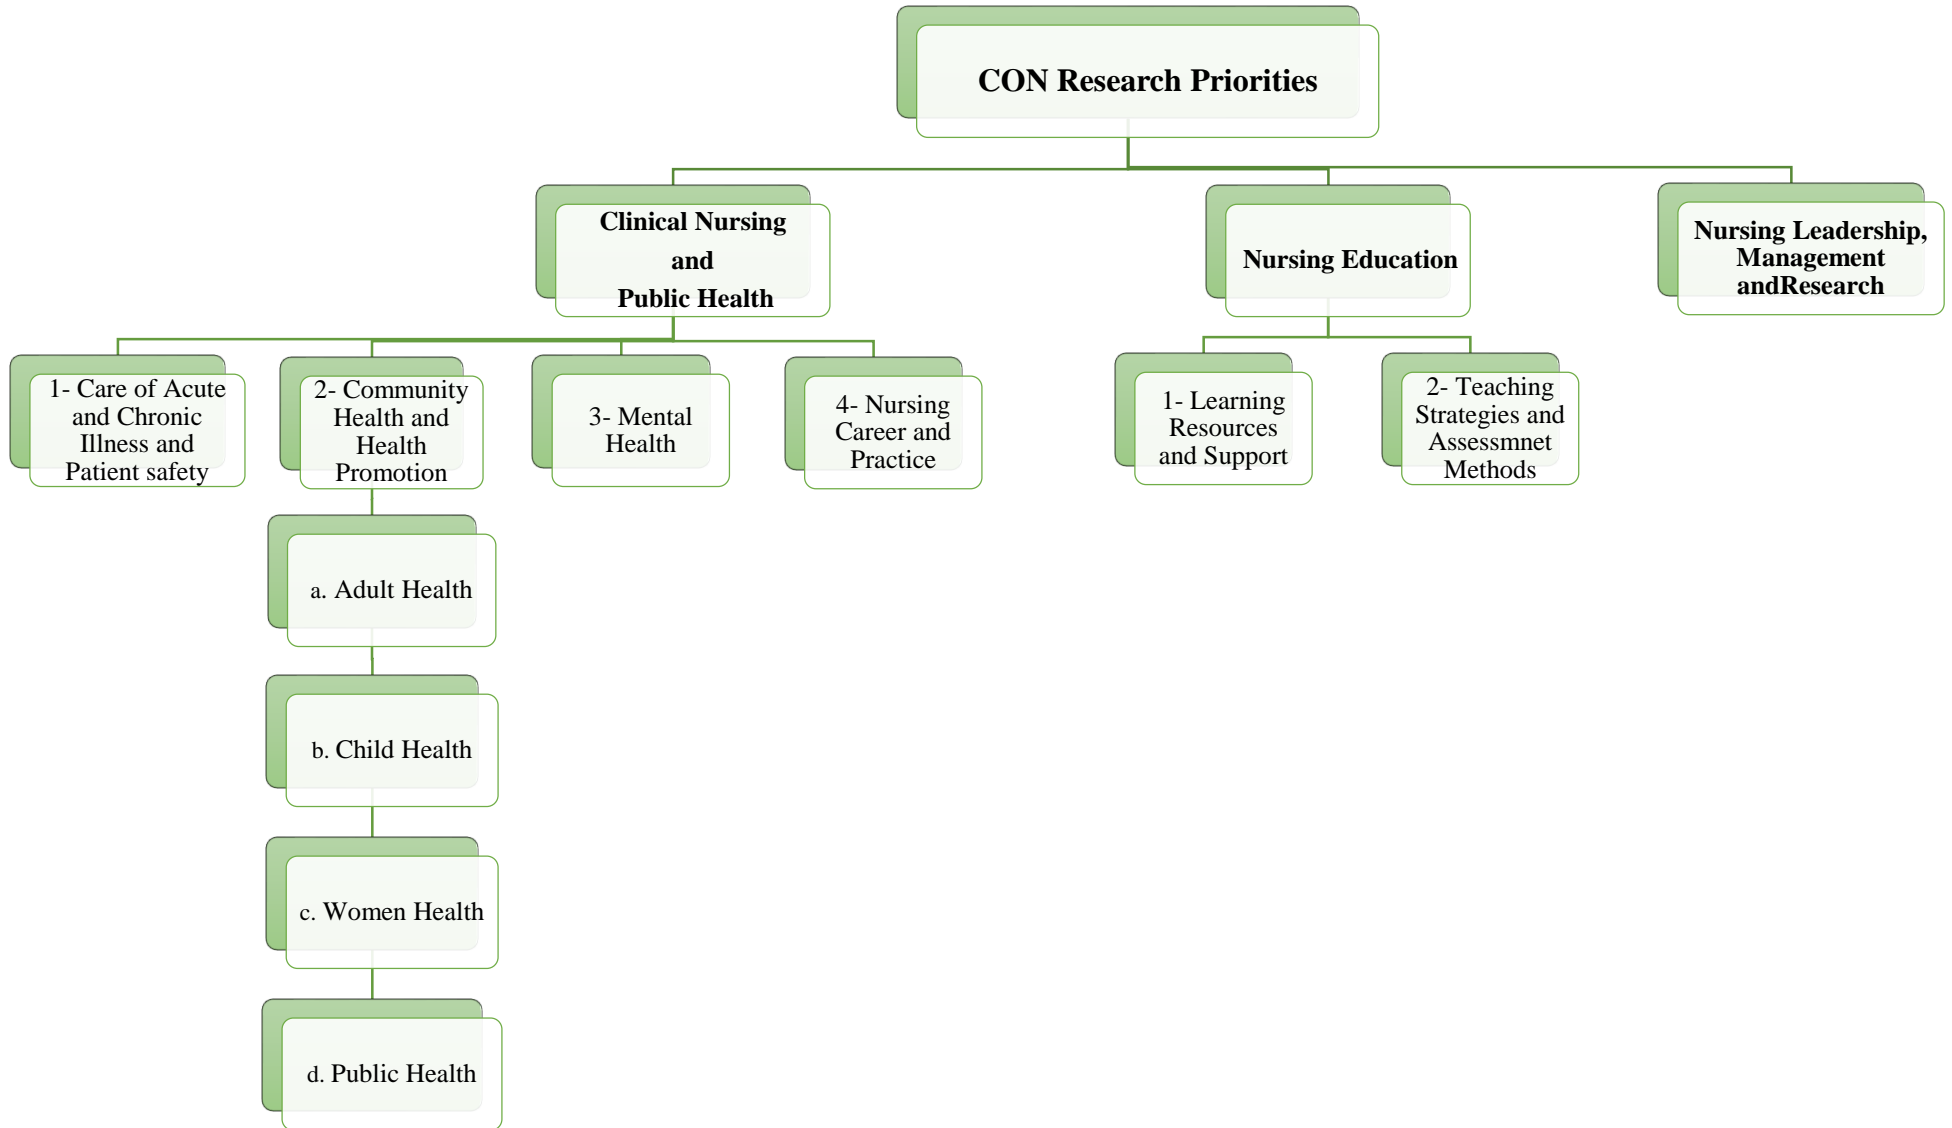 CON Research Priorities
Clinical Nursing
and
Public Health
Nursing Education
Nursing Leadership,
Management
andResearch
1- Care of Acute
and Chronic
Illness and
Patient safety
2- Community
Health and
Health
Promotion
3- Mental
Health
4- Nursing
Career and
Practice
1- Learning
Resources
and Support
2- Teaching
Strategies and
Assessmnet
Methods
a. Adult Health
b. Child Health
c. Women Health
d. Public Health